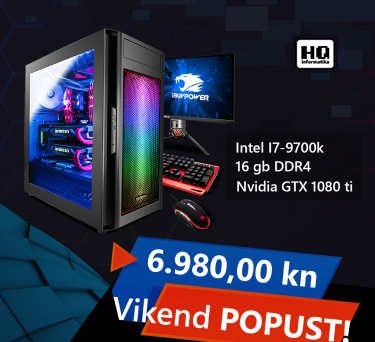 HQ
informatika
iBUYPOWER
Intel I7-9700k
16 gb DDR4
Nvidia GTX 1080 ti
6.980,00 kn
Vikend POPUST!